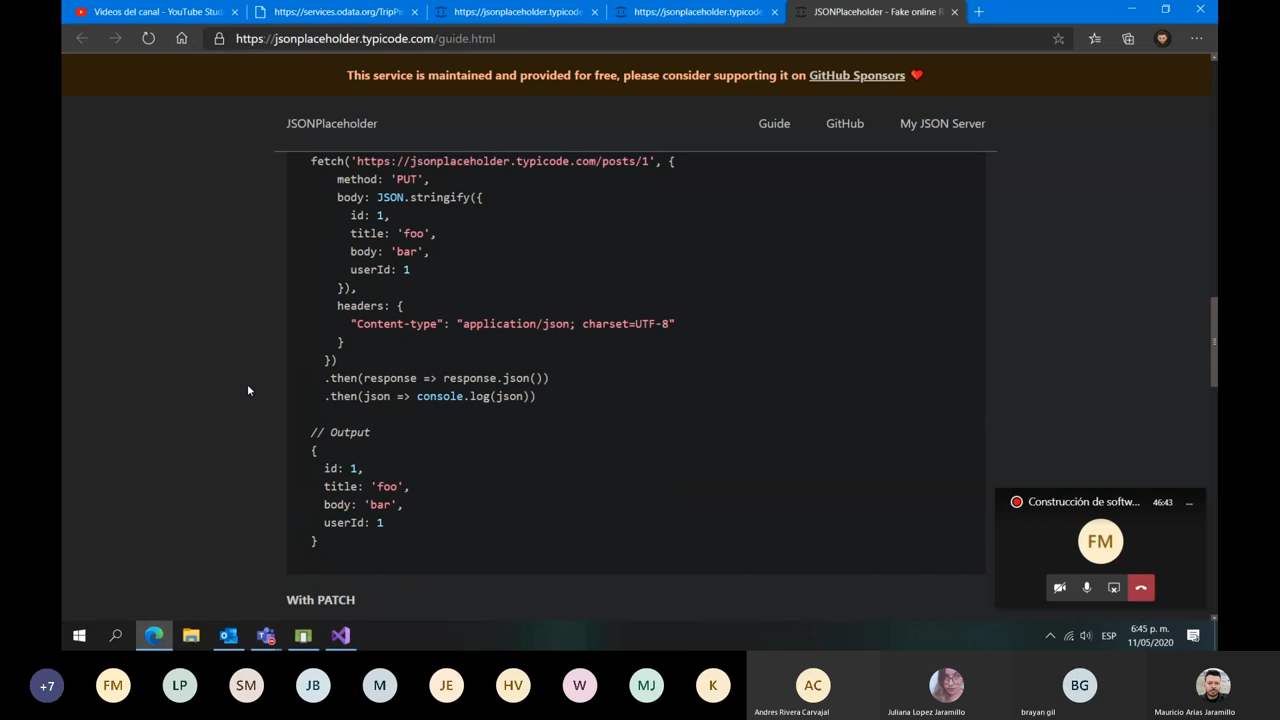 Videos del canal - YouTube Stud
https://services.odata.org/TripPi
https://jsonplaceholder.typicode
https://jsonplaceholder.typicode
JSONPlaceholder - Fake online R
https://jsonplaceholder.typicode.com/guide.html
This service is maintained and provided for free, please consider supporting it on GitHub Sponsors
JSONPlaceholder
Guide
GitHub
My JSON Server
fetch('https://jsonplaceholder.typicode.com/posts/1', {
method: 'PUT',
body: JSON.stringify({
id: 1,
title: 'foo',
body: 'bar',
userId: 1
}),
headers: {
"Content-type": "application/json; charset=UTF-8"
}
})
.then(response => response.json())
.then(json => console.log(json))
// Output
{
id: 1,
title: 'foo',
body: 'bar',
userId: 1
}
With PATCH
Construcción de softw...
46:43
FM
ESP
6:45 p. m.
11/05/2020
+7
FM
LP
SM
JB
M
JE
HV
W
MJ
K
AC
BG
Andres Rivera Carvajal
Juliana Lopez Jaramillo
brayan gil
Mauricio Arias Jaramillo